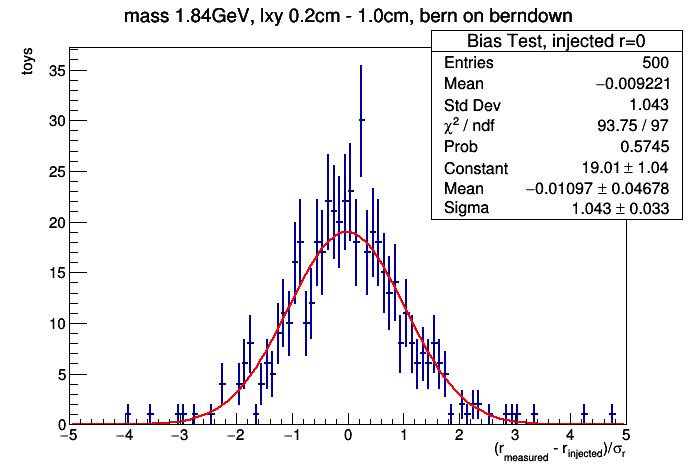 mass 1.84GeV, lxy 0.2cm - 1.0cm, bern on berndown
toys
Bias Test, injected r=0
Entries 500
Mean −0.009221
Std Dev 1.043
χ² / ndf 93.75 / 97
Prob 0.5745
Constant 19.01 ± 1.04
Mean −0.01097 ± 0.04678
Sigma 1.043 ± 0.033
35
30
25
20
15
10
5
0
−5 −4 −3 −2 −1 0 1 2 3 4 5
(r_measured - r_injected)/σ_r